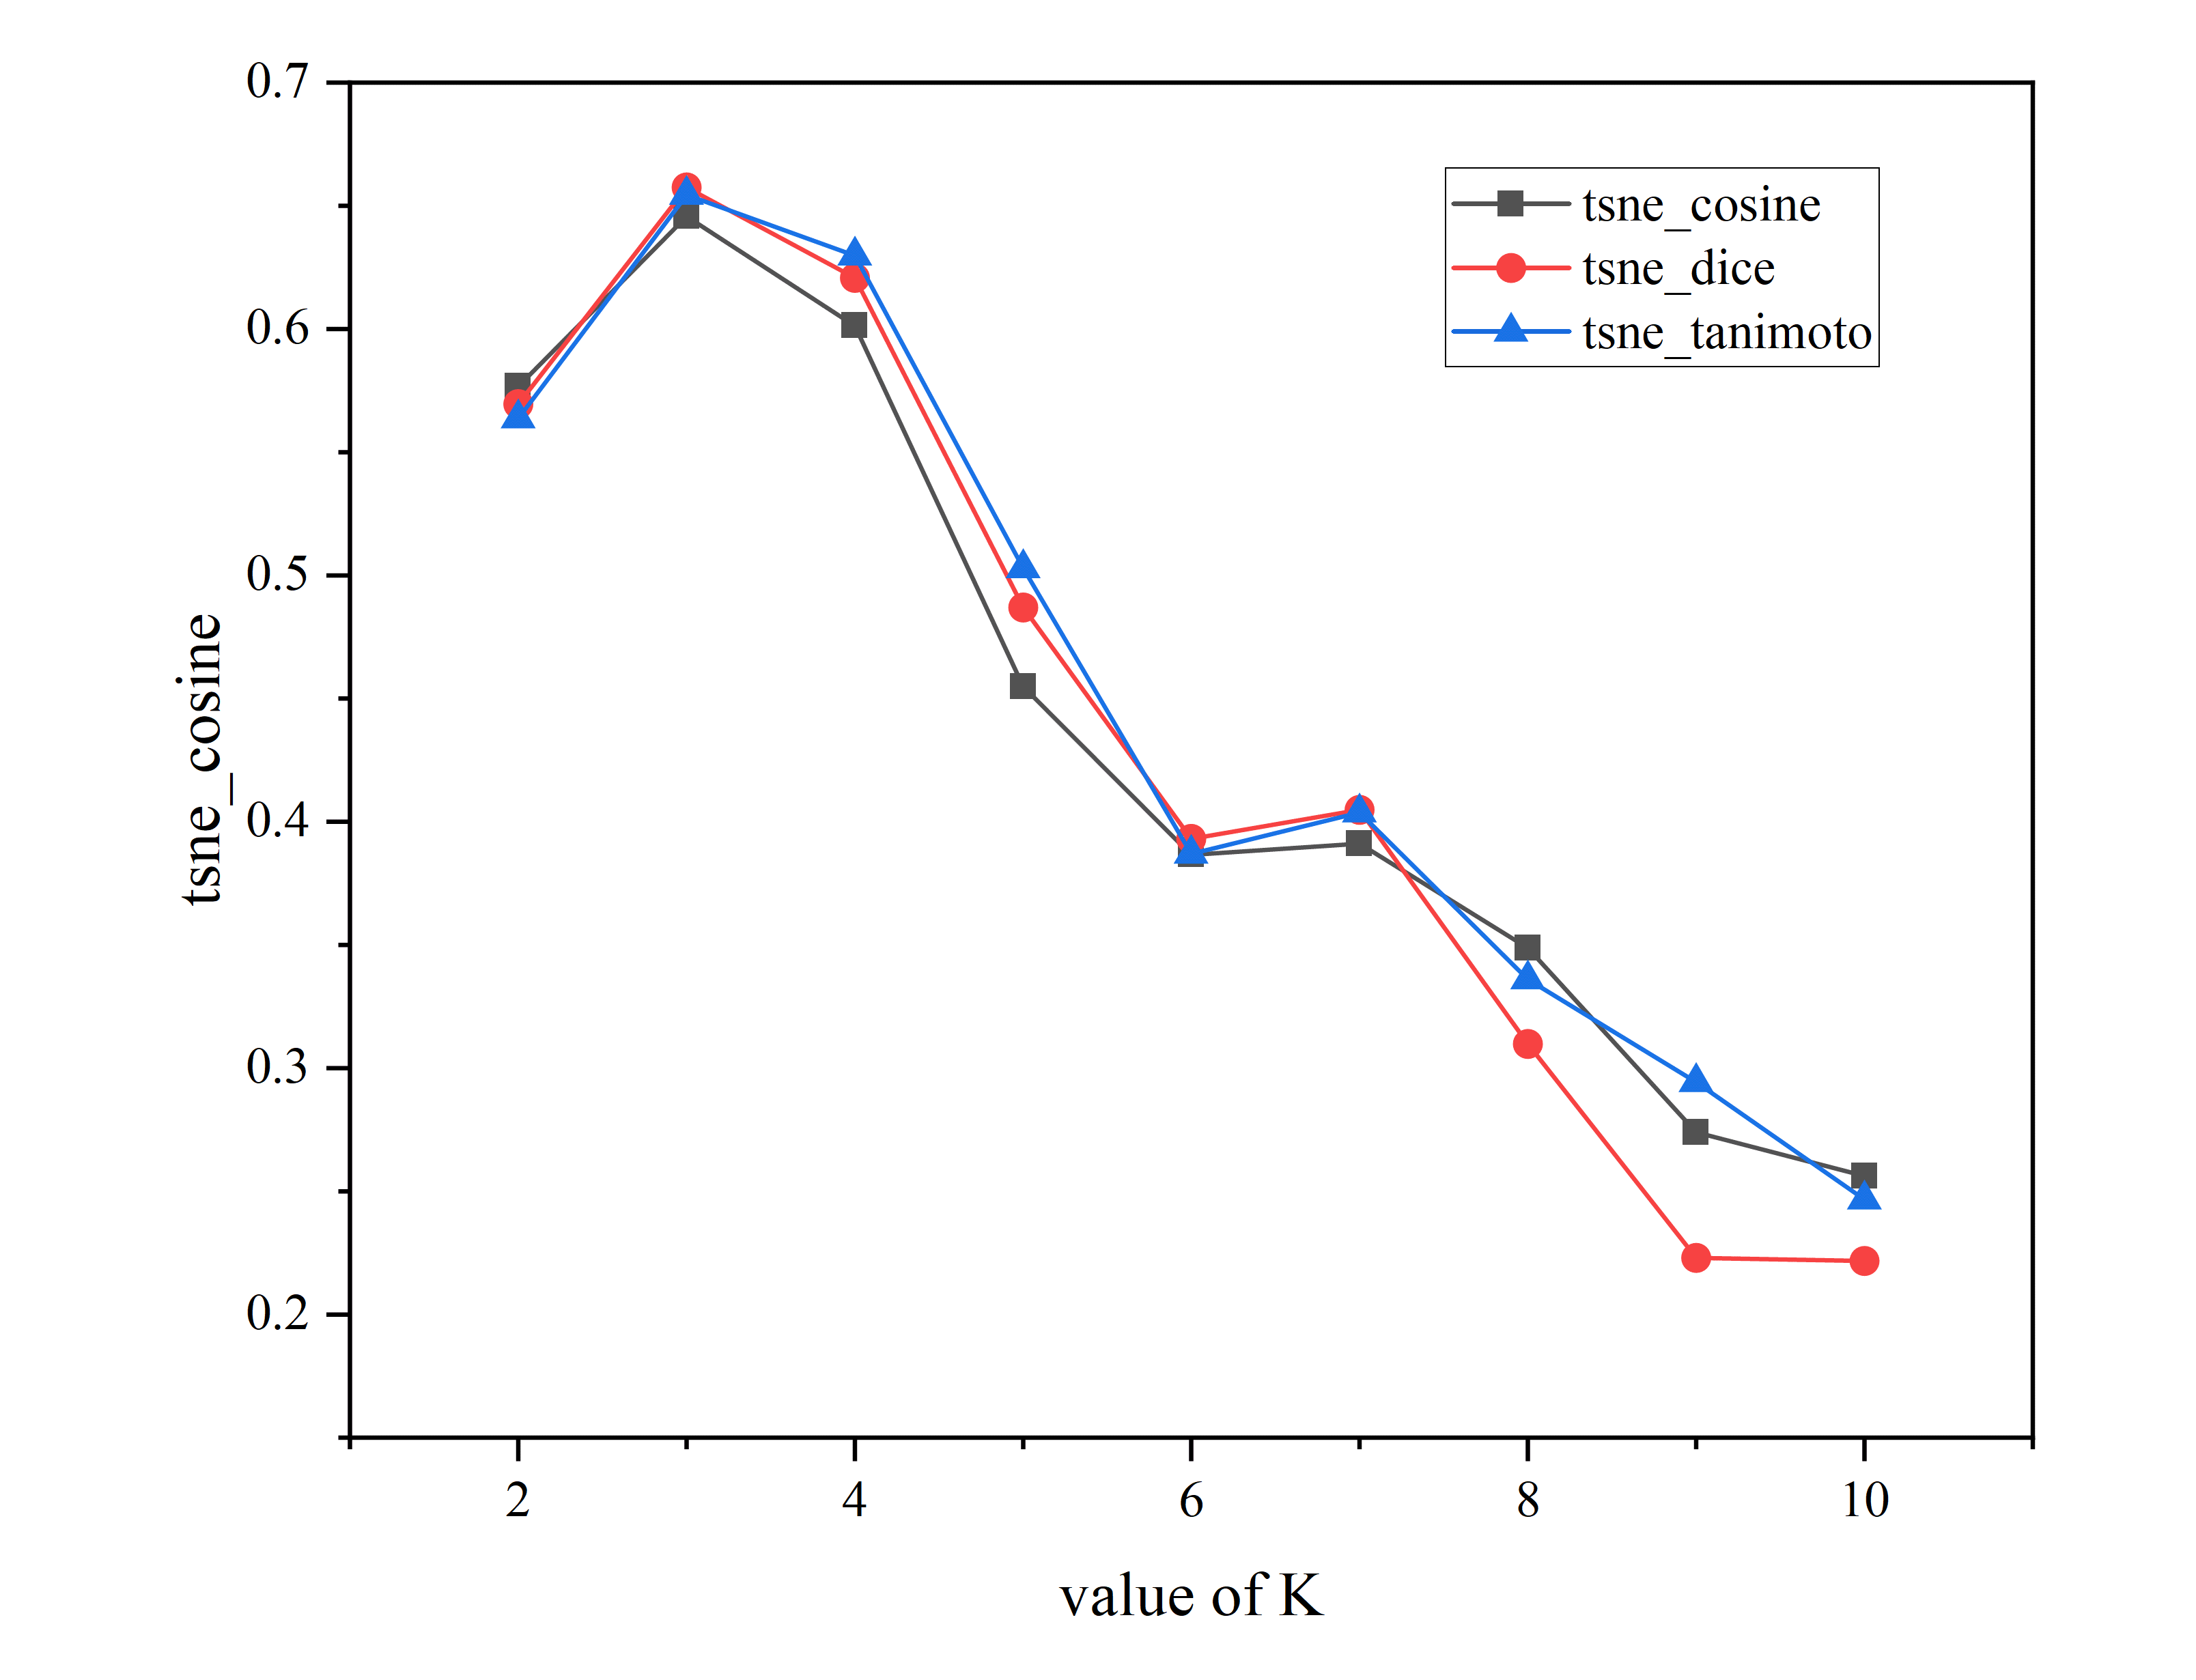 0.7
0.6
0.5
0.4
0.3
0.2
tsne_cosine
tsne_cosine
tsne_dice
tsne_tanimoto
2 4 6 8 10
value of K